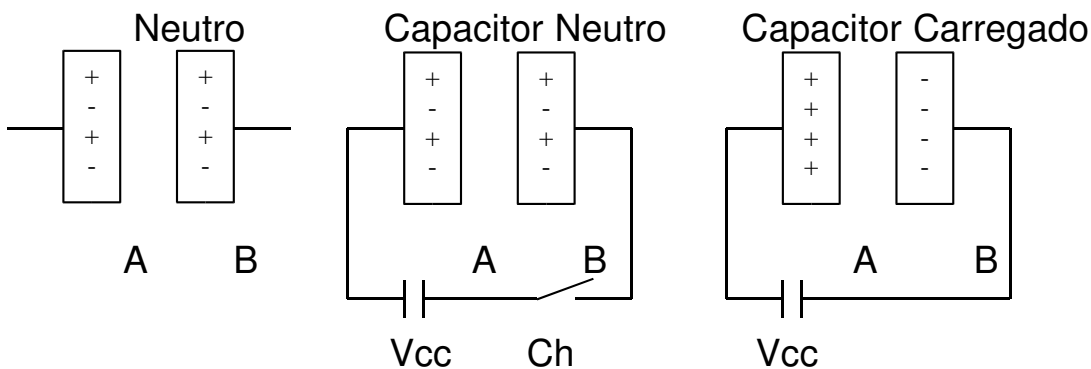 Neutro
Capacitor Neutro
Capacitor Carregado
+ + + + + -
- - - - + -
+ + + + + -
- - - - + -
A B
A B
A B
Vcc Ch
Vcc